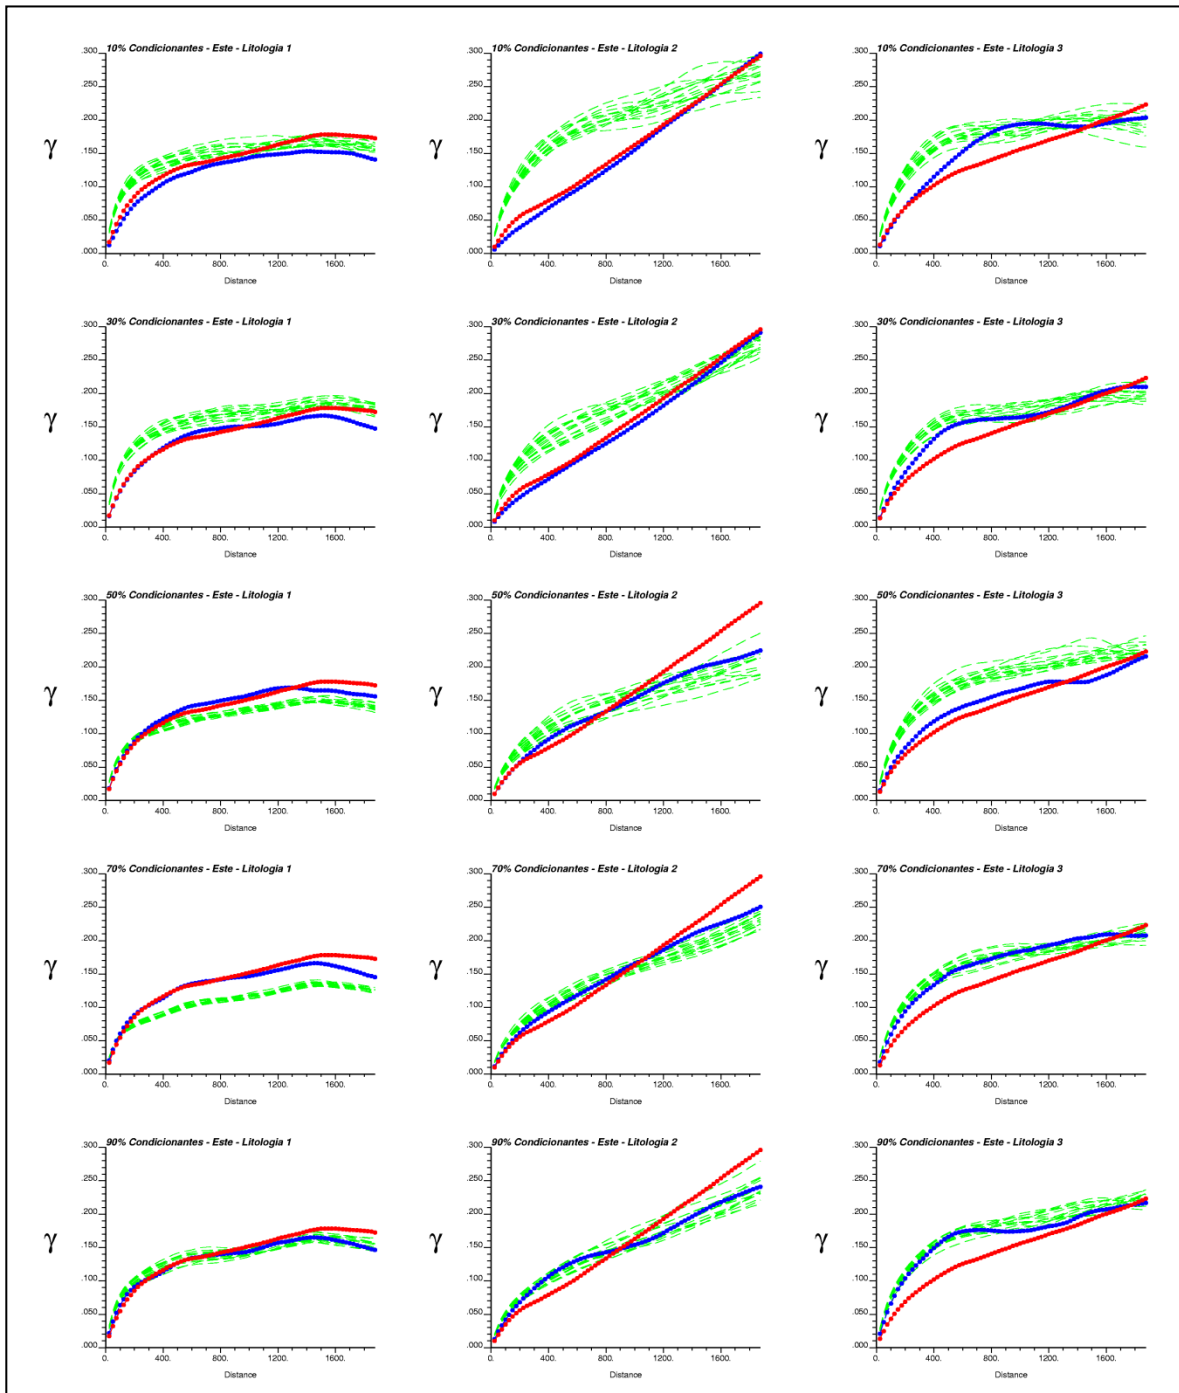 10% Condicionantes - Este - Litologia 1
.300
.250
.200
.150
.100
.050
.000
γ
0. 400. 800. 1200. 1600.
Distance
10% Condicionantes - Este - Litologia 2
.300
.250
.200
.150
.100
.050
.000
γ
0. 400. 800. 1200. 1600.
Distance
10% Condicionantes - Este - Litologia 3
.300
.250
.200
.150
.100
.050
.000
γ
0. 400. 800. 1200. 1600.
Distance
30% Condicionantes - Este - Litologia 1
.300
.250
.200
.150
.100
.050
.000
γ
0. 400. 800. 1200. 1600.
Distance
30% Condicionantes - Este - Litologia 2
.300
.250
.200
.150
.100
.050
.000
γ
0. 400. 800. 1200. 1600.
Distance
30% Condicionantes - Este - Litologia 3
.300
.250
.200
.150
.100
.050
.000
γ
0. 400. 800. 1200. 1600.
Distance
50% Condicionantes - Este - Litologia 1
.300
.250
.200
.150
.100
.050
.000
γ
0. 400. 800. 1200. 1600.
Distance
50% Condicionantes - Este - Litologia 2
.300
.250
.200
.150
.100
.050
.000
γ
0. 400. 800. 1200. 1600.
Distance
50% Condicionantes - Este - Litologia 3
.300
.250
.200
.150
.100
.050
.000
γ
0. 400. 800. 1200. 1600.
Distance
70% Condicionantes - Este - Litologia 1
.300
.250
.200
.150
.100
.050
.000
γ
0. 400. 800. 1200. 1600.
Distance
70% Condicionantes - Este - Litologia 2
.300
.250
.200
.150
.100
.050
.000
γ
0. 400. 800. 1200. 1600.
Distance
70% Condicionantes - Este - Litologia 3
.300
.250
.200
.150
.100
.050
.000
γ
0. 400. 800. 1200. 1600.
Distance
90% Condicionantes - Este - Litologia 1
.300
.250
.200
.150
.100
.050
.000
γ
0. 400. 800. 1200. 1600.
Distance
90% Condicionantes - Este - Litologia 2
.300
.250
.200
.150
.100
.050
.000
γ
0. 400. 800. 1200. 1600.
Distance
90% Condicionantes - Este - Litologia 3
.300
.250
.200
.150
.100
.050
.000
γ
0. 400. 800. 1200. 1600.
Distance